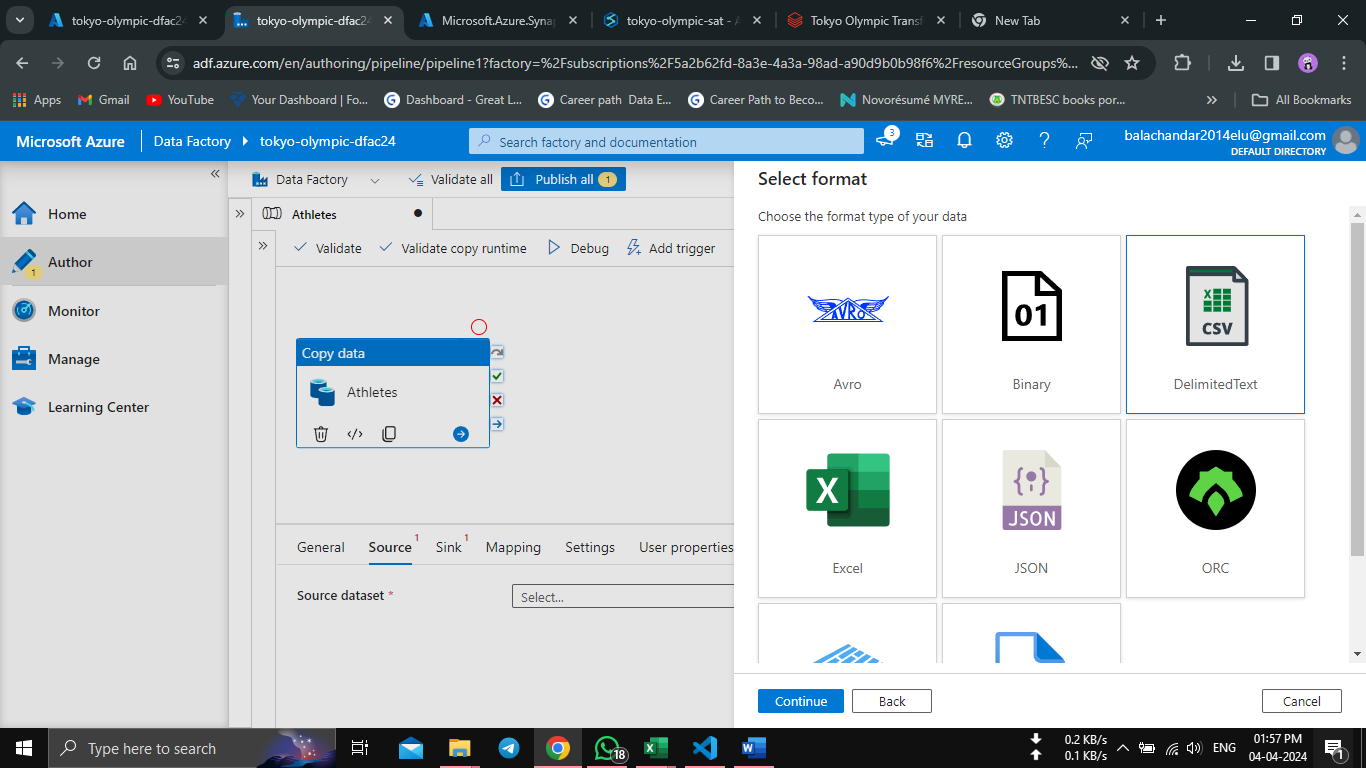 tokyo-olympic-dfac24
tokyo-olympic-dfac24
Microsoft.Azure.Syna
tokyo-olympic-sat - A
Tokyo Olympic Transf
New Tab
adf.azure.com/en/authoring/pipeline/pipeline1?factory=%2Fsubscriptions%2F5a2b62fd-8a3e-4a3a-98ad-a90d9b0b98f6%2FresourceGroups%...
Apps
Gmail
YouTube
Your Dashboard | Fo...
Dashboard - Great L...
Career path Data E...
Career Path to Beco...
Novorésumé MYRE...
TNTBESC books por...
All Bookmarks
Microsoft Azure
Data Factory
tokyo-olympic-dfac24
Search factory and documentation
3
balachandar2014elu@gmail.com
DEFAULT DIRECTORY
Home
Author
1
Monitor
Manage
Learning Center
Data Factory
Validate all
Publish all
1
Athletes
Validate
Validate copy runtime
Debug
Add trigger
Copy data
Athletes
General
Source
1
Sink
1
Mapping
Settings
User properties
Source dataset *
Select...
Select format
Choose the format type of your data
AVRO
Avro
01
Binary
CSV
DelimitedText
X
Excel
JSON
JSON
ORC
Continue
Back
Cancel
Type here to search
18
0.2 KB/s
0.1 KB/s
ENG
01:57 PM
04-04-2024
1